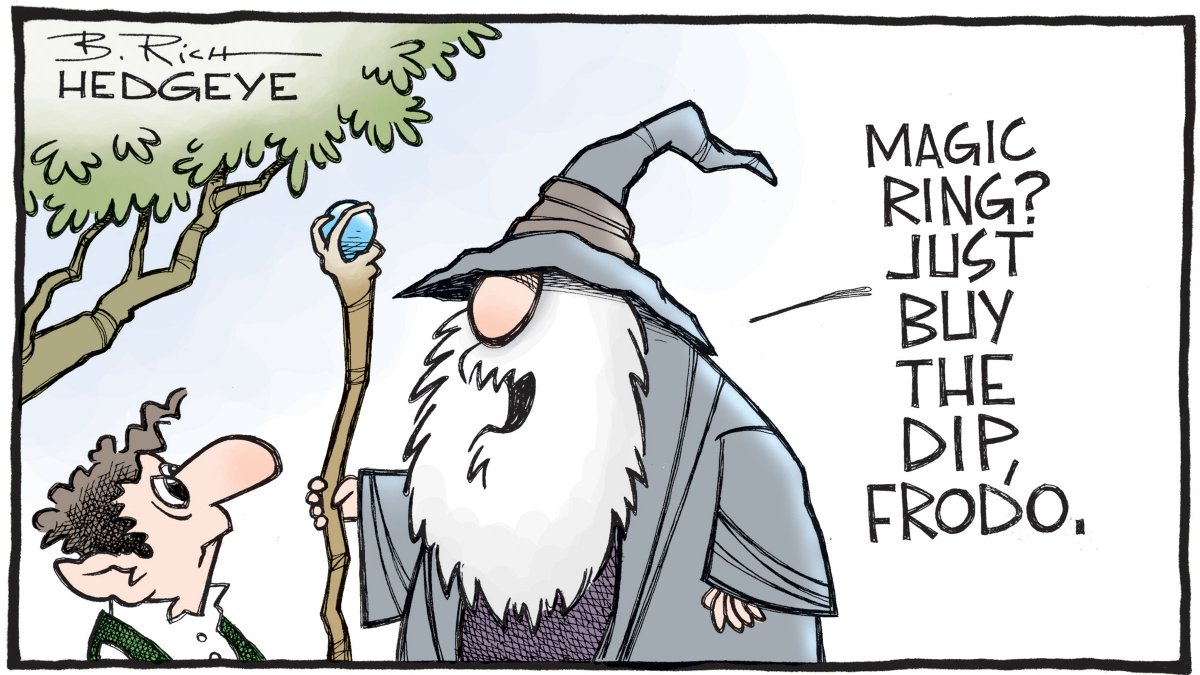 B. Rich
HEDGEYE
MAGIC
RING?
JUST
BUY
THE
DIP,
FRODO.